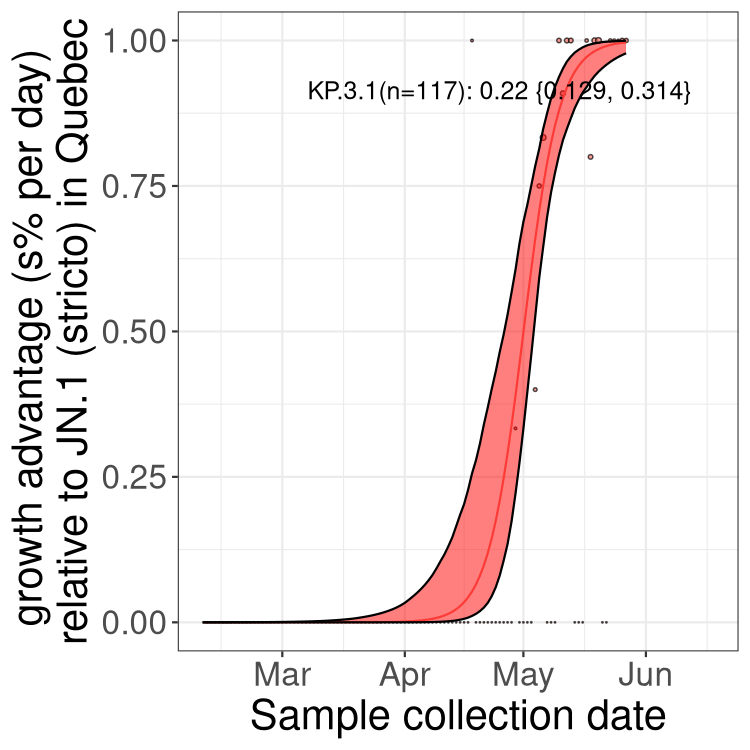 growth advantage (s% per day)
relative to JN.1 (stricto) in Quebec
1.00
0.75
0.50
0.25
0.00
KP.3.1(n=117): 0.22 {0.129, 0.314}
Mar Apr May Jun
Sample collection date